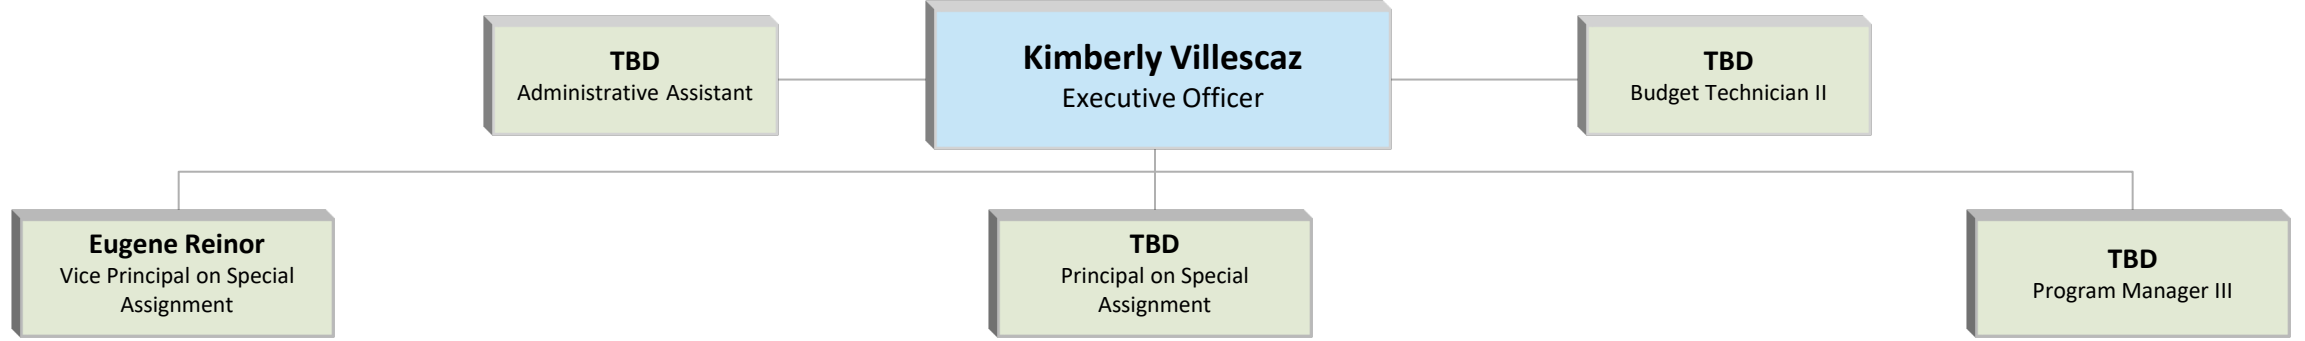 TBD
Administrative Assistant
Kimberly Villescaz
Executive Officer
TBD
Budget Technician II
Eugene Reinor
Vice Principal on Special
Assignment
TBD
Principal on Special
Assignment
TBD
Program Manager III